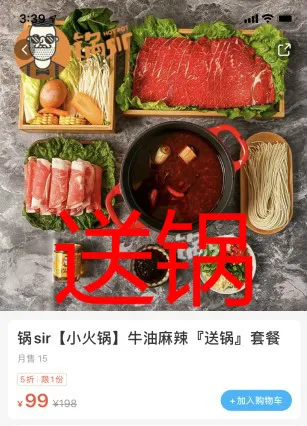 3:39
锅sir
送锅
锅sir【小火锅】牛油麻辣『送锅』套餐
月售 15
5折 限1份
¥99 ¥198
+加入购物车